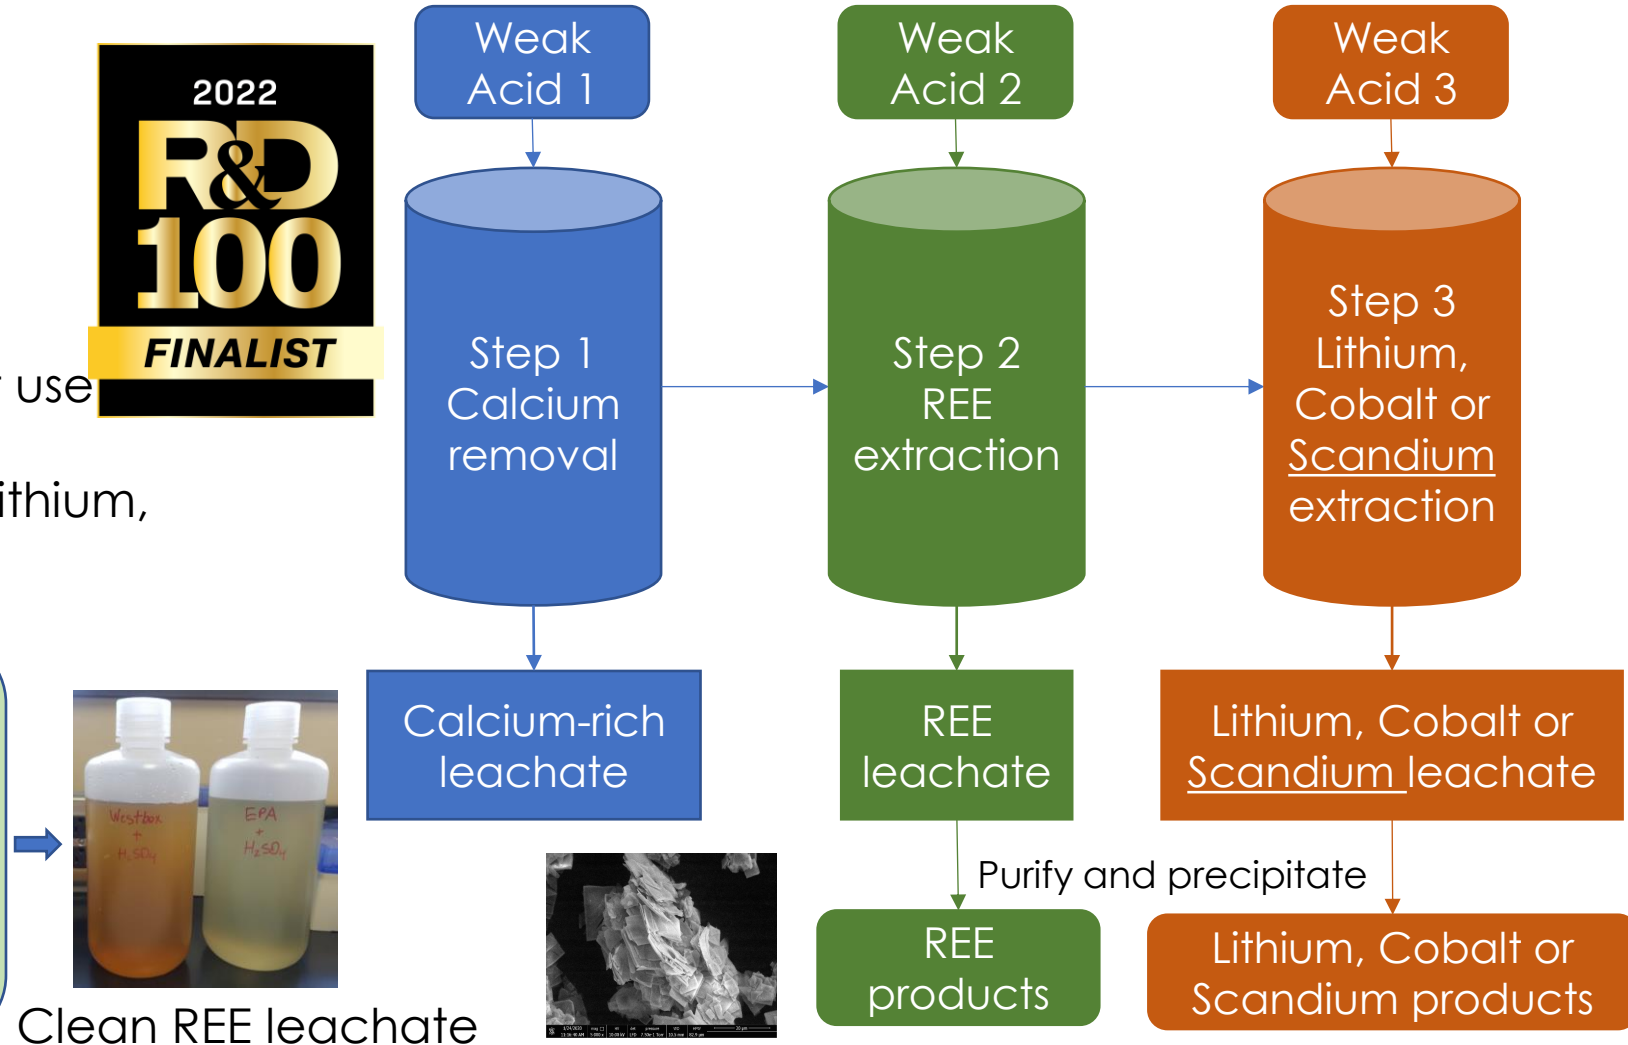 Weak
Acid 1
Weak
Acid 2
Weak
Acid 3
2022
R&D
100
FINALIST
use
ithium,
Step 1
Calcium
removal
Step 2
REE
extraction
Step 3
Lithium,
Cobalt or
Scandium
extraction
Calcium-rich
leachate
REE
leachate
Lithium, Cobalt or
Scandium leachate
Westbox
+
H₂SO₄
EPA
+
H₂SO₄
Purify and precipitate
REE
products
Lithium, Cobalt or
Scandium products
Clean REE leachate